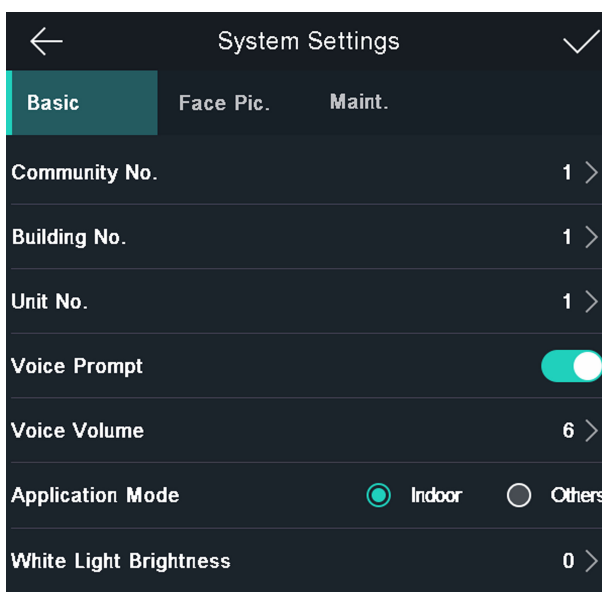 System Settings
Basic Face Pic. Maint.
Community No. 1
Building No. 1
Unit No. 1
Voice Prompt
Voice Volume 6
Application Mode Indoor Others
White Light Brightness 0